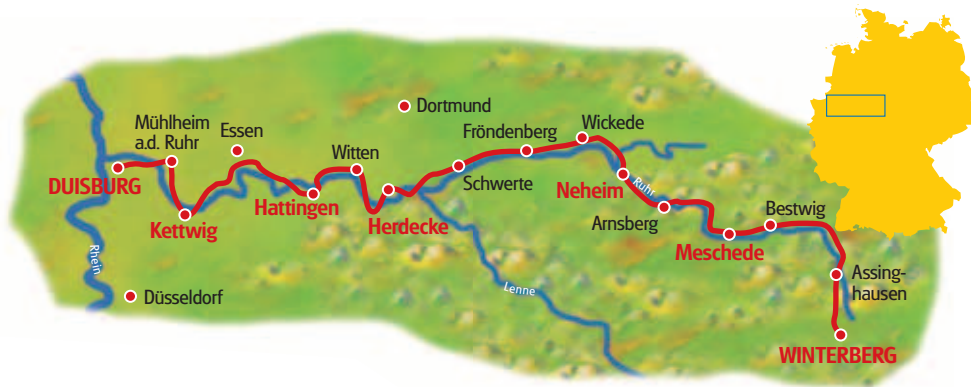 Mühlheim
a.d. Ruhr
Essen
Dortmund
Wickede
Fröndenberg
Witten
DUISBURG
Schwerte
Neheim
Ruhr
Hattingen
Kettwig
Herdecke
Arnsberg
Bestwig
Meschede
Rhein
Assing-
hausen
Düsseldorf
Lenne
WINTERBERG